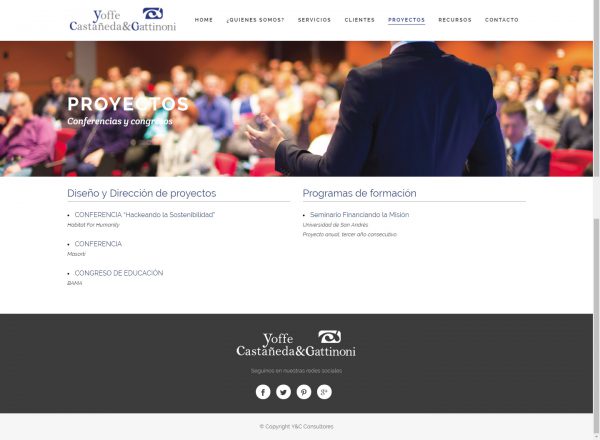 Yoffe
Castañeda&Gattinoni
HOME ¿QUIENES SOMOS? SERVICIOS CLIENTES PROYECTOS RECURSOS CONTACTO
PROYECTOS
Conferencias y congresos
Diseño y Dirección de proyectos
• CONFERENCIA "Hackeando la Sostenibilidad"
Habitat For Humanity
• CONFERENCIA
Masorti
• CONGRESO DE EDUCACIÓN
BAMA
Programas de formación
• Seminario Financiando la Misión
Universidad de San Andrés
Proyecto anual, tercer año consecutivo.
Yoffe
Castañeda&Gattinoni
Seguinos en nuestras redes sociales
© Copyright Y&C Consultores